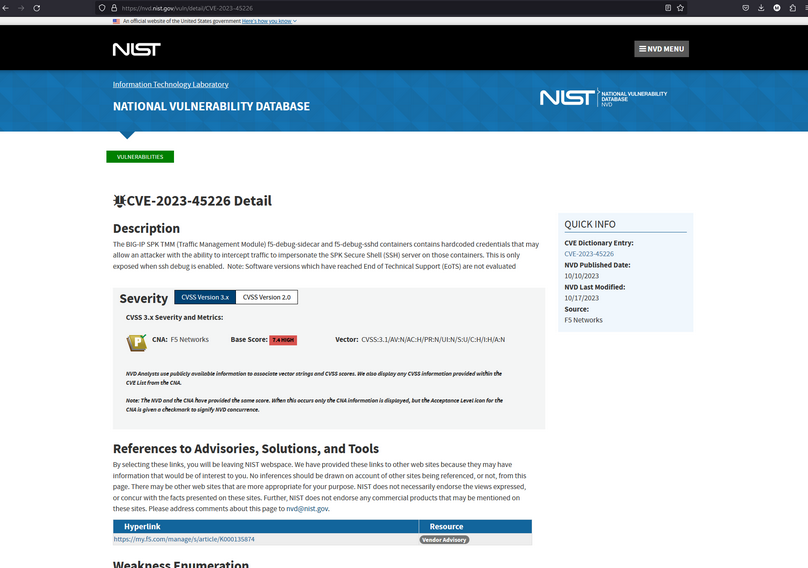 https://nvd.nist.gov/vuln/detail/CVE-2023-45226
An official website of the United States government Here's how you know
NIST
NVD MENU
Information Technology Laboratory
NATIONAL VULNERABILITY DATABASE
NIST
NATIONAL VULNERABILITY
DATABASE
NVD
VULNERABILITIES
CVE-2023-45226 Detail
Description
The BIG-IP SPK TMM (Traffic Management Module) f5-debug-sidecar and f5-debug-sshd containers contains hardcoded credentials that may
allow an attacker with the ability to intercept traffic to impersonate the SPK Secure Shell (SSH) server on those containers. This is only
exposed when ssh debug is enabled. Note: Software versions which have reached End of Technical Support (EoTS) are not evaluated
QUICK INFO
CVE Dictionary Entry:
CVE-2023-45226
NVD Published Date:
10/10/2023
NVD Last Modified:
10/17/2023
Source:
F5 Networks
Severity CVSS Version 3.x CVSS Version 2.0
CVSS 3.x Severity and Metrics:
CNA: F5 Networks Base Score: 7.4 HIGH Vector: CVSS:3.1/AV:N/AC:H/PR:N/UI:N/S:U/C:H/I:H/A:N
NVD Analysts use publicly available information to associate vector strings and CVSS scores. We also display any CVSS information provided within the
CVE List from the CNA.
Note: The NVD and the CNA have provided the same score. When this occurs only the CNA information is displayed, but the Acceptance Level icon for the
CNA is given a checkmark to signify NVD concurrence.
References to Advisories, Solutions, and Tools
By selecting these links, you will be leaving NIST webspace. We have provided these links to other web sites because they may have
information that would be of interest to you. No inferences should be drawn on account of other sites being referenced, or not, from this
page. There may be other web sites that are more appropriate for your purpose. NIST does not necessarily endorse the views expressed,
or concur with the facts presented on these sites. Further, NIST does not endorse any commercial products that may be mentioned on
these sites. Please address comments about this page to nvd@nist.gov.
Hyperlink Resource
https://my.f5.com/manage/s/article/K000135874 Vendor Advisory
Weakness Enumeration